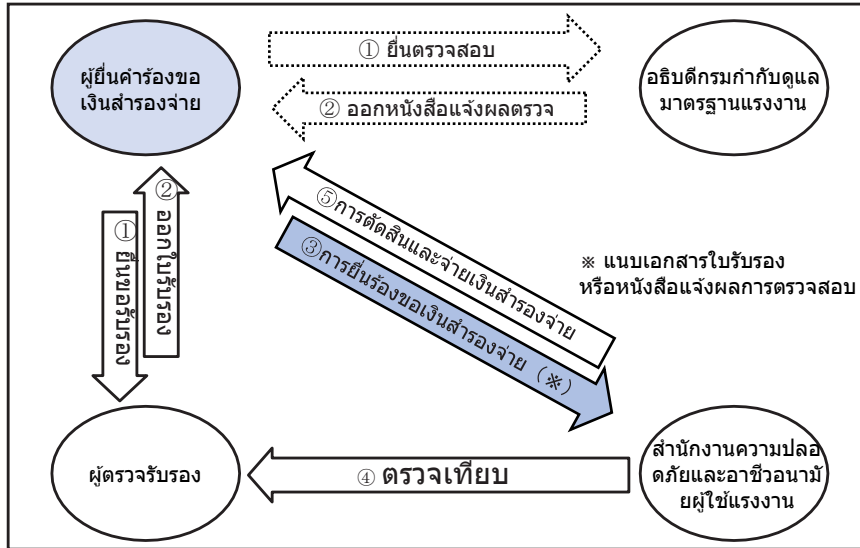 ผู้ยื่นคำร้องขอ
เงินสำรองจ่าย
① ยื่นตรวจสอบ
② ออกหนังสือแจ้งผลตรวจ
อธิบดีกรมกำกับดูแล
มาตรฐานแรงงาน
① ยื่นขอรับรอง
② ออกใบรับรอง
⑤การตัดสินและจ่ายเงินสำรองจ่าย
③การยื่นร้องขอเงินสำรองจ่าย (※)
※ แนบเอกสารใบรับรอง
หรือหนังสือแจ้งผลการตรวจสอบ
ผู้ตรวจรับรอง
④ ตรวจเทียบ
สำนักงานความปลอ
ดภัยและอาชีวอนามั
ยผู้ใช้แรงงาน